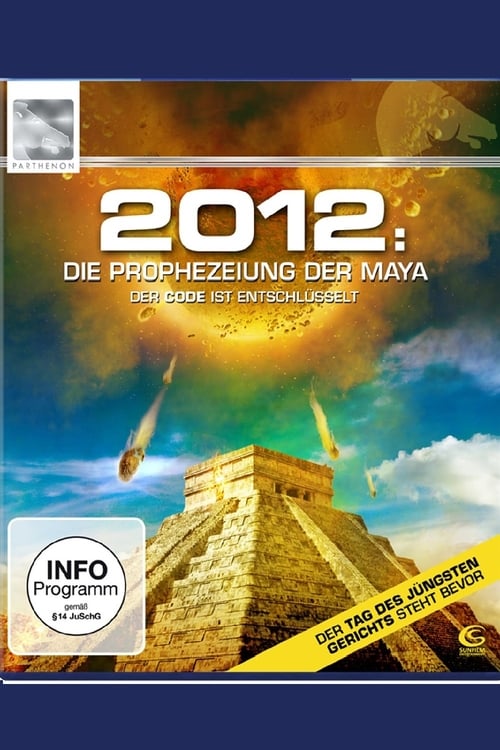 PARTHENON
2012:
DIE PROPHEZEIUNG DER MAYA
DER CODE IST ENTSCHLÜSSELT
INFO
Programm
gemäß
§ 14 JuSchG
DER TAG DES JÜNGSTEN
GERICHTS STEHT BEVOR
SUNFILM